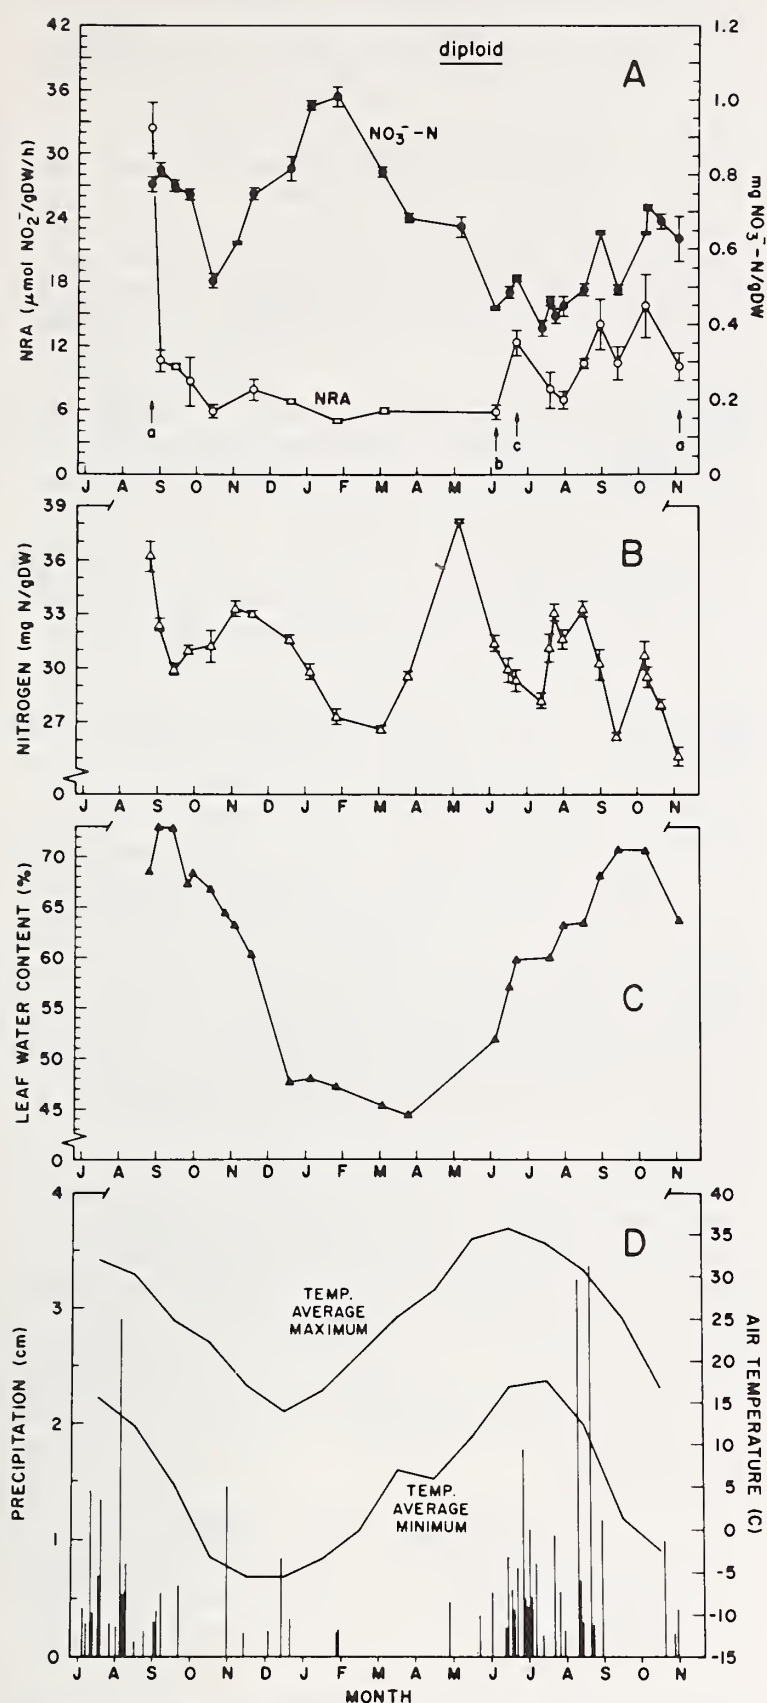 diploid
A
42
36
30
24
18
12
6
0
NRA (μmol NO₂⁻/gDW/h)
1.2
1.0
0.8
0.6
0.4
0.2
0
mg NO₃⁻-N/gDW
NO₃⁻-N
NRA
a
b
c
a
J A S O N D J F M A M J J A S O N
B
39
36
33
30
27
0
NITROGEN (mg N/gDW)
J A S O N D J F M A M J J A S O N
C
70
65
60
55
50
45
0
LEAF WATER CONTENT (%)
J A S O N D J F M A M J J A S O N
D
4
3
2
1
0
PRECIPITATION (cm)
40
35
30
25
20
15
10
5
0
-5
-10
-15
AIR TEMPERATURE (C)
TEMP.
AVERAGE
MAXIMUM
TEMP.
AVERAGE
MINIMUM
J A S O N D J F M A M J J A S O N
MONTH